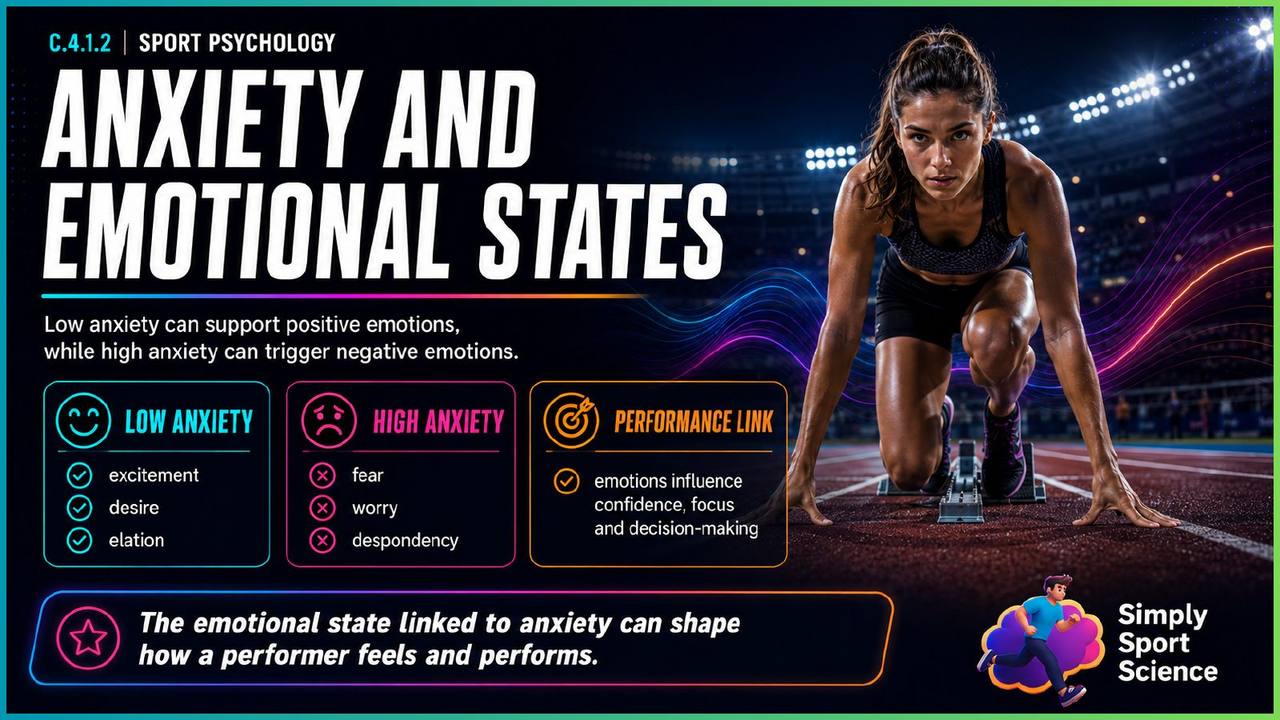 C.4.1.2 | SPORT PSYCHOLOGY
ANXIETY AND
EMOTIONAL STATES
Low anxiety can support positive emotions,
while high anxiety can trigger negative emotions.
LOW ANXIETY
excitement
desire
elation
HIGH ANXIETY
fear
worry
despondency
PERFORMANCE LINK
emotions influence
confidence, focus
and decision-making
The emotional state linked to anxiety can shape
how a performer feels and performs.
Simply
Sport
Science